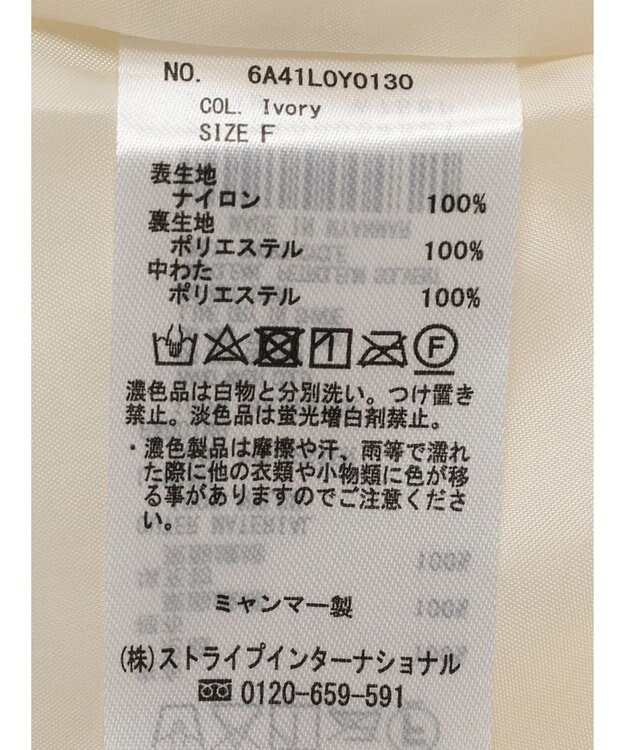 NO. 6A41L0Y0130
COL. Ivory
SIZE F
表生地
ナイロン 100%
裏生地
ポリエステル 100%
中わた
ポリエステル 100%
F
濃色品は白物と分別洗い。つけ置き
禁止。淡色品は蛍光増白剤禁止。
・濃色製品は摩擦や汗、雨等で濡れ
た際に他の衣類や小物類に色が移
る事がありますのでご注意くださ
い。
ミャンマー製
(株)ストライプインターナショナル
0120-659-591